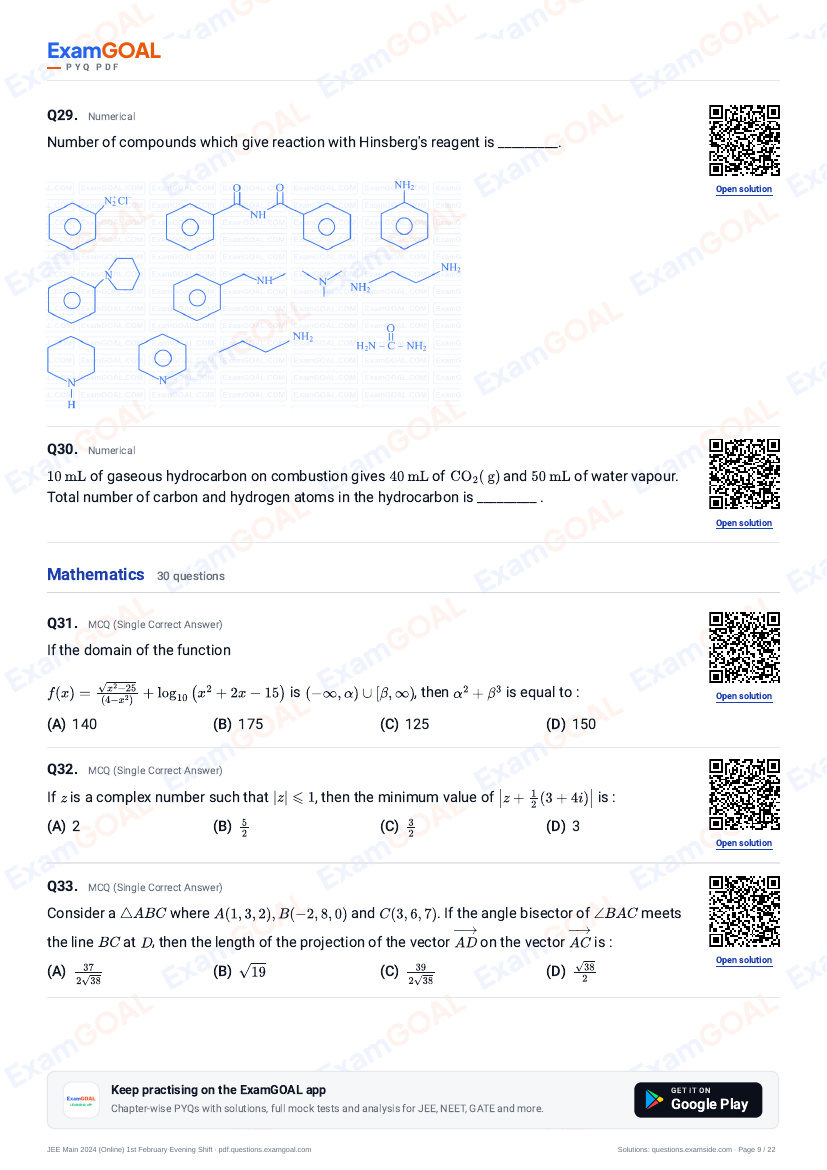 ExamGOAL
PYQ PDF
Q29. Numerical
Number of compounds which give reaction with Hinsberg's reagent is _________.
Open solution
N₂⁺Cl⁻
O O
NH
NH₂
N
NH
N
NH₂
NH₂
N
H
N
NH₂
O
H₂N – C – NH₂
Q30. Numerical
10 mL of gaseous hydrocarbon on combustion gives 40 mL of CO₂( g) and 50 mL of water vapour.
Total number of carbon and hydrogen atoms in the hydrocarbon is _________ .
Open solution
Mathematics 30 questions
Q31. MCQ (Single Correct Answer)
If the domain of the function
f(x) = √(x²−25)/(4−x²) + log₁₀ (x² + 2x − 15) is (−∞, α) ∪ [β, ∞), then α² + β³ is equal to :
(A) 140 (B) 175 (C) 125 (D) 150
Open solution
Q32. MCQ (Single Correct Answer)
If z is a complex number such that |z| ⩽ 1, then the minimum value of |z + 1/2 (3 + 4i)| is :
(A) 2 (B) 5/2 (C) 3/2 (D) 3
Open solution
Q33. MCQ (Single Correct Answer)
Consider a △ABC where A(1, 3, 2), B(−2, 8, 0) and C(3, 6, 7). If the angle bisector of ∠BAC meets
the line BC at D, then the length of the projection of the vector AD⃗ on the vector AC⃗ is :
(A) 37/(2√38) (B) √19 (C) 39/(2√38) (D) √38/2
Open solution
Keep practising on the ExamGOAL app
Chapter-wise PYQs with solutions, full mock tests and analysis for JEE, NEET, GATE and more.
GET IT ON
Google Play
JEE Main 2024 (Online) 1st February Evening Shift · pdf.questions.examgoal.com
Solutions: questions.examside.com · Page 9 / 22